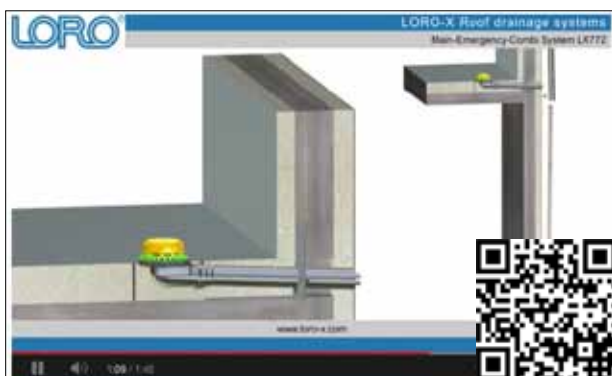 LORO
LORO-X Roof drainage systems
Main-Emergency-Combi System LX772
www.loro-x.com
1:09 / 1:40